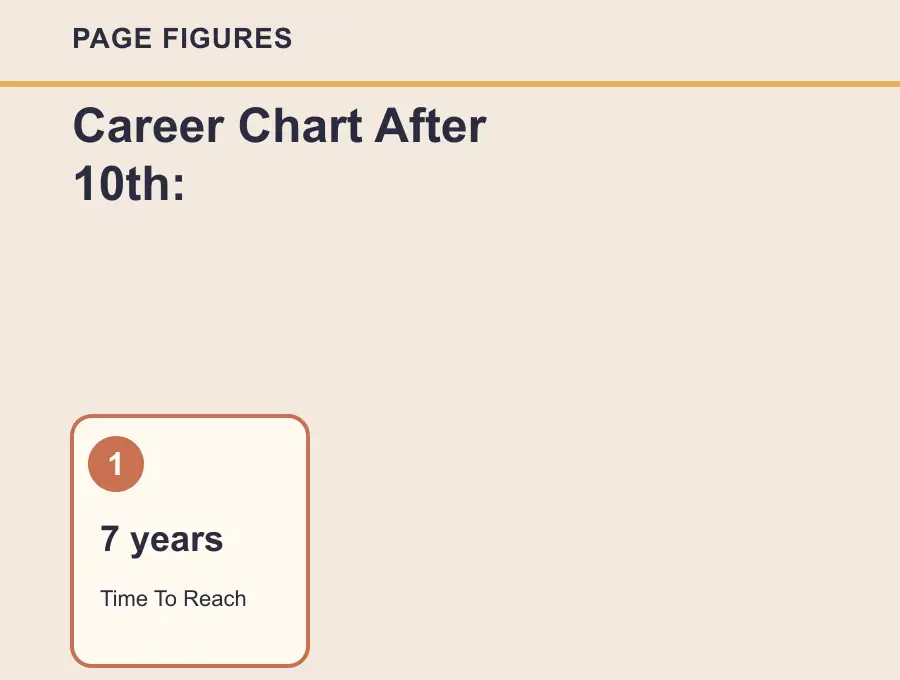 PAGE FIGURES
Career Chart After
10th:
1
7 years
Time To Reach